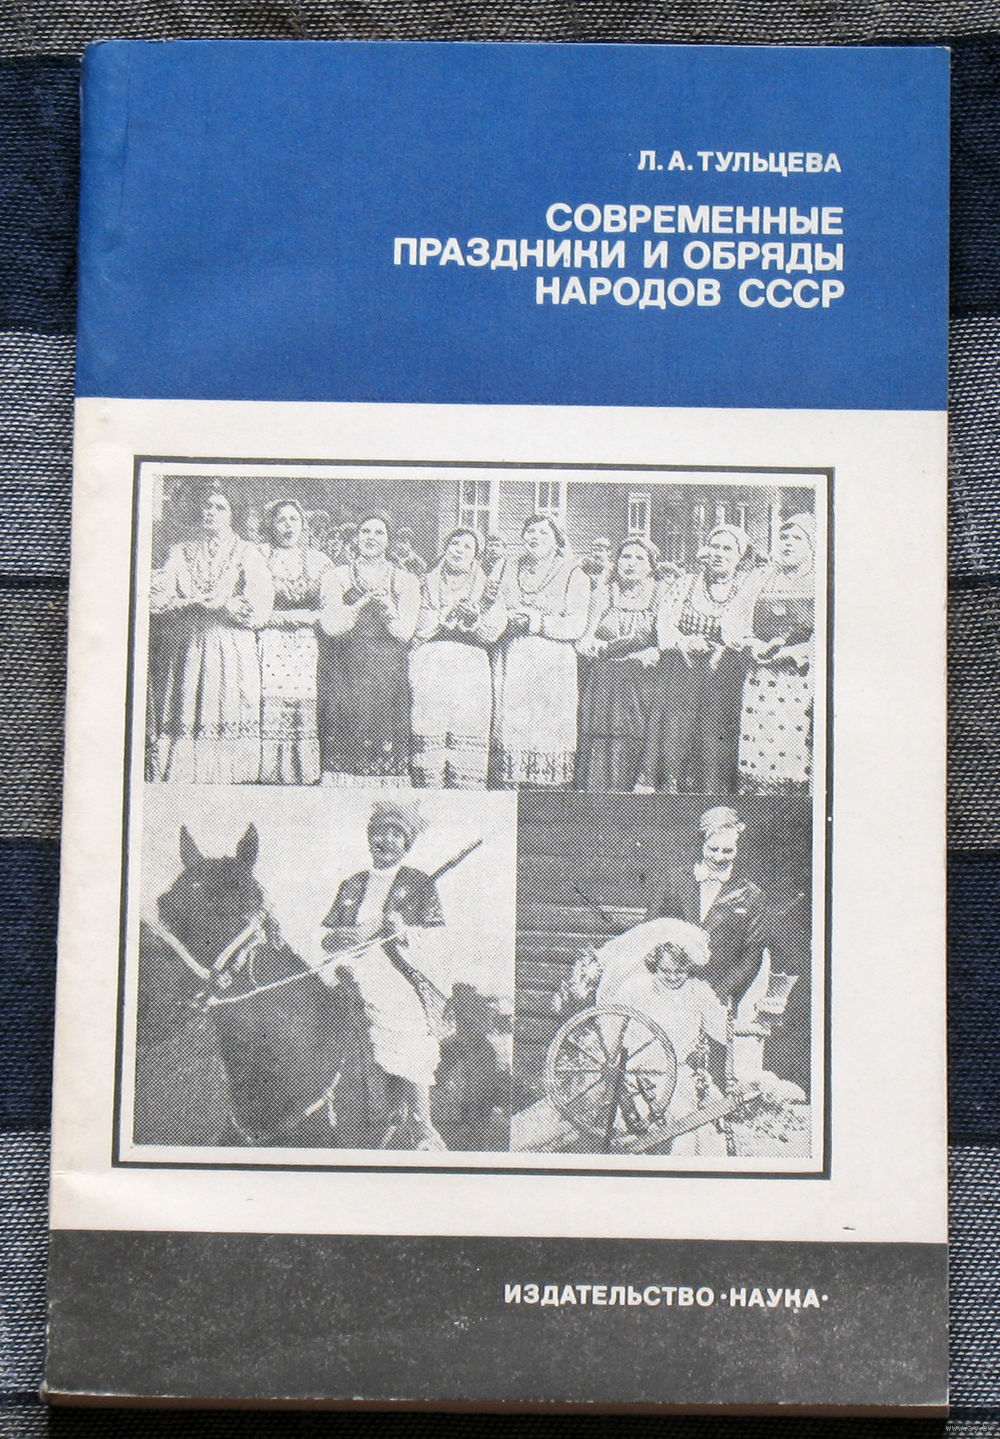 Л. А. ТУЛЬЦЕВА
СОВРЕМЕННЫЕ
ПРАЗДНИКИ И ОБРЯДЫ
НАРОДОВ СССР
ИЗДАТЕЛЬСТВО ·НАУКА·